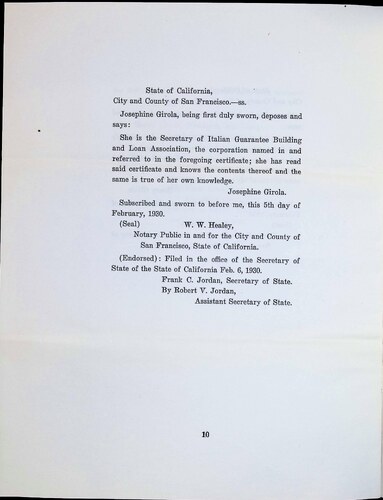 State of California,
City and County of San Francisco.—ss.
Josephine Girola, being first duly sworn, deposes and
says:
She is the Secretary of Italian Guarantee Building
and Loan Association, the corporation named in and
referred to in the foregoing certificate; she has read
said certificate and knows the contents thereof and the
same is true of her own knowledge.
Josephine Girola.
Subscribed and sworn to before me, this 5th day of
February, 1930.
(Seal) W. W. Healey,
Notary Public in and for the City and County of
San Francisco, State of California.
(Endorsed): Filed in the office of the Secretary of
State of the State of California Feb. 6, 1930.
Frank C. Jordan, Secretary of State.
By Robert V. Jordan,
Assistant Secretary of State.
10